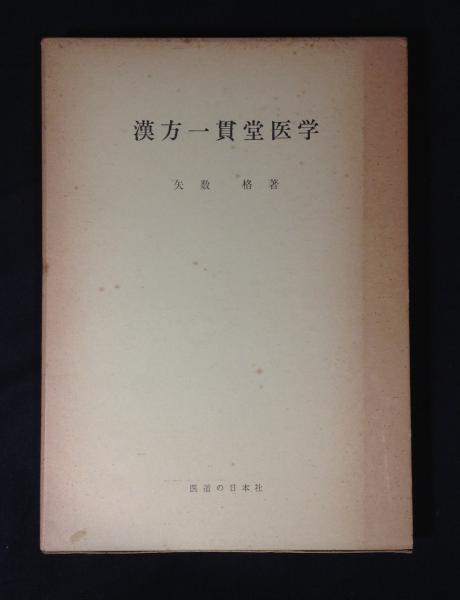 漢方一貫堂医学
矢数 格 著
医道の日本社